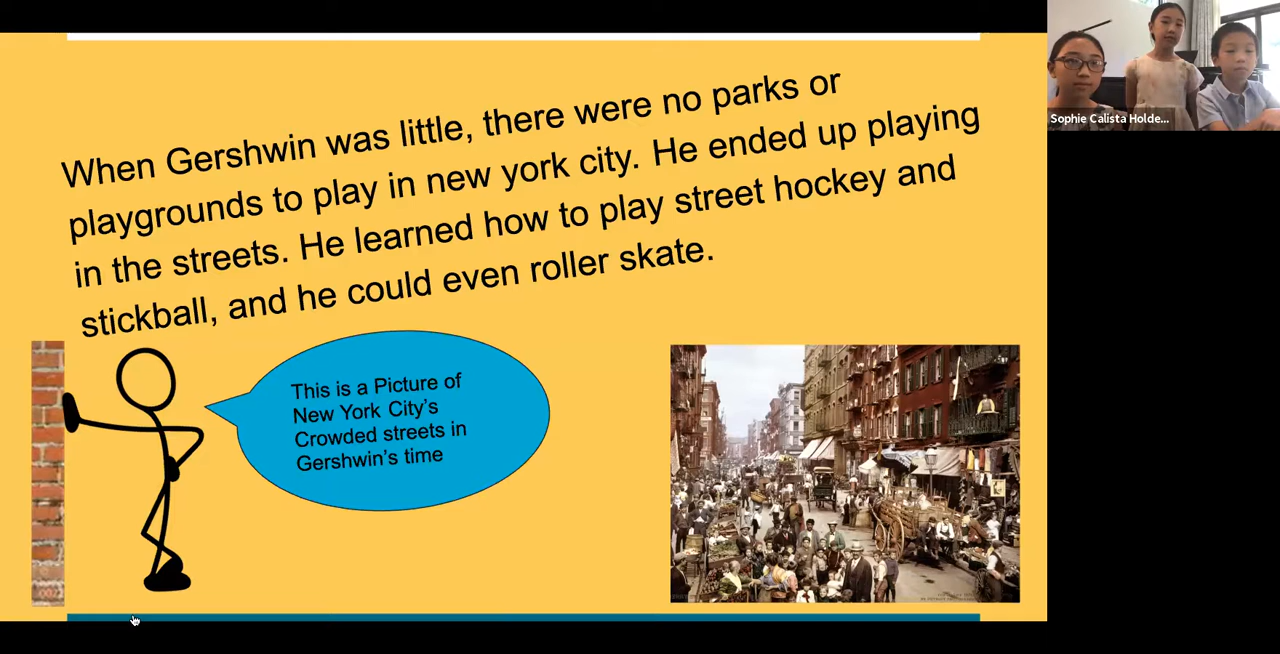 When Gershwin was little, there were no parks or
playgrounds to play in new york city. He ended up playing
in the streets. He learned how to play street hockey and
stickball, and he could even roller skate.
This is a Picture of
New York City's
Crowded streets in
Gershwin's time
Sophie Calista Holde...